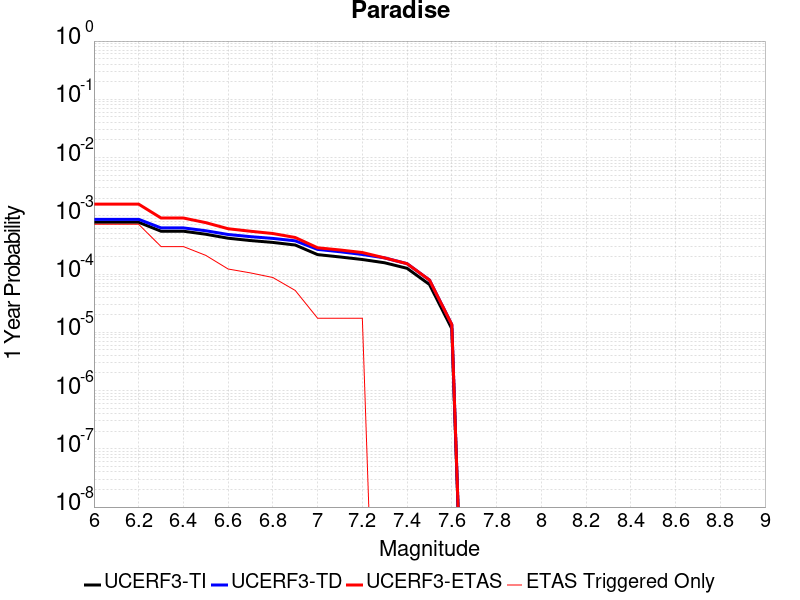 Paradise
1 Year Probability
10^0
10^-1
10^-2
10^-3
10^-4
10^-5
10^-6
10^-7
10^-8
6 6.2 6.4 6.6 6.8 7 7.2 7.4 7.6 7.8 8 8.2 8.4 8.6 8.8 9
Magnitude
UCERF3-TI UCERF3-TD UCERF3-ETAS ETAS Triggered Only